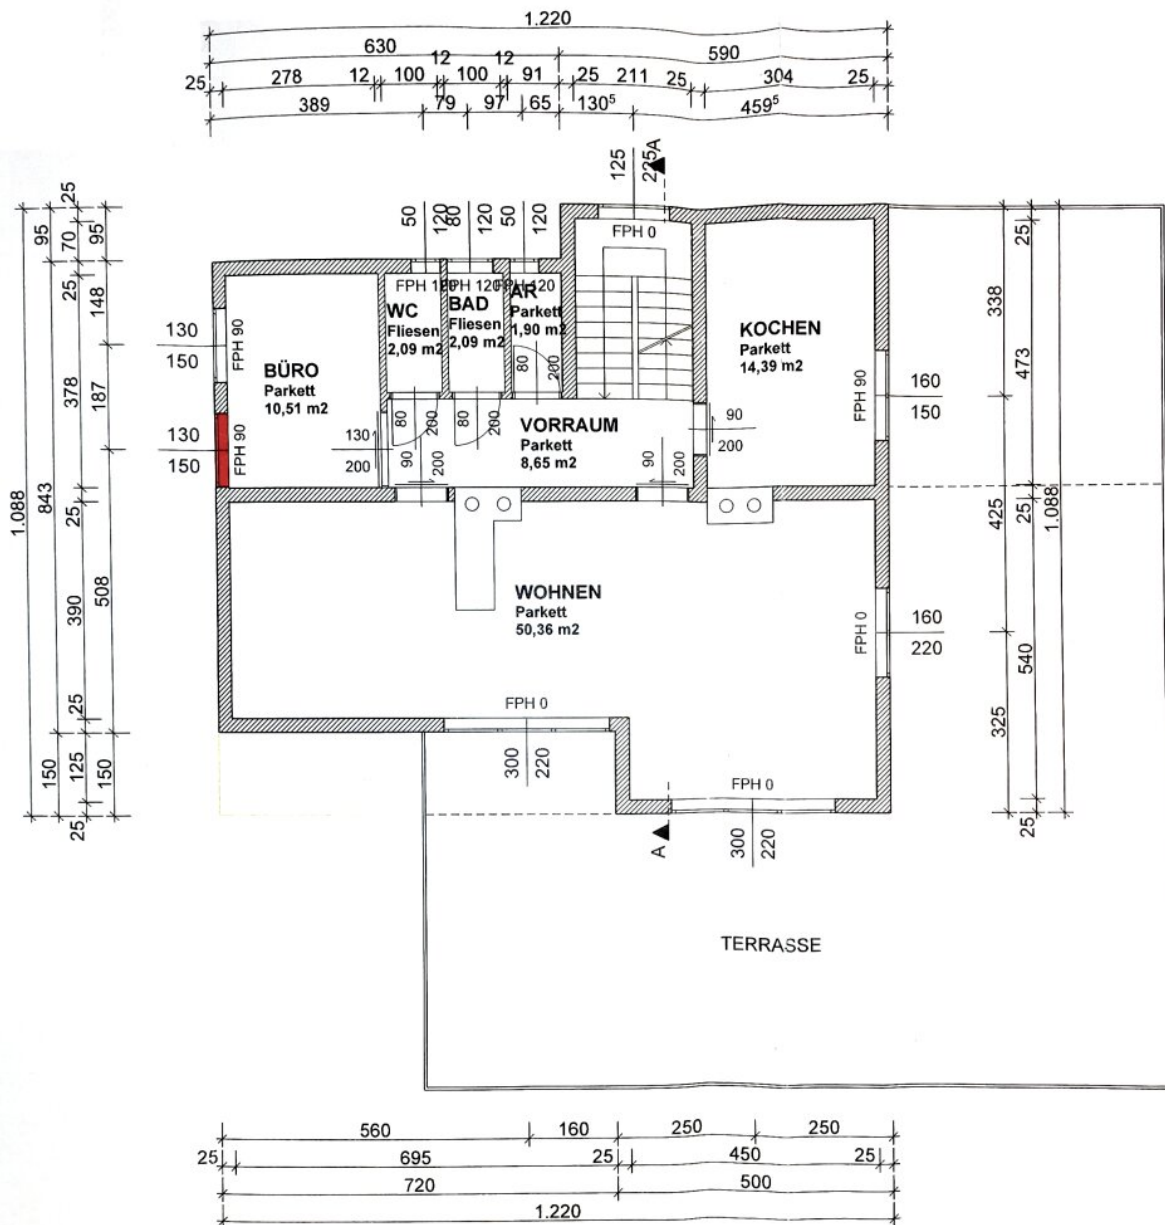 1.220
630 590
12 12
25 278 12 100 100 91 25 211 25 304 25
389 79 97 65 130⁵ 459⁵
125
225
A
50
120
80
120
50
120
FPH 0
FPH 120
FPH 120
FPH 120
WC
Fliesen
2,09 m2
BAD
Fliesen
2,09 m2
AR
Parkett
1,90 m2
KOCHEN
Parkett
14,39 m2
BÜRO
Parkett
10,51 m2
VORRAUM
Parkett
8,65 m2
130
150
FPH 90
130
150
FPH 90
130
200
80
200
80
200
80
200
90
200
90
200
90
200
FPH 90
160
150
WOHNEN
Parkett
50,36 m2
FPH 0
160
220
FPH 0
300
220
FPH 0
300
220
A
TERRASSE
1.088
95
843
150
25
70
25
378
25
390
25
125
25
95
148
187
508
150
338
425
325
25
473
25
540
25
1.088
560 160 250 250
25 695 25 450 25
720 500
1.220